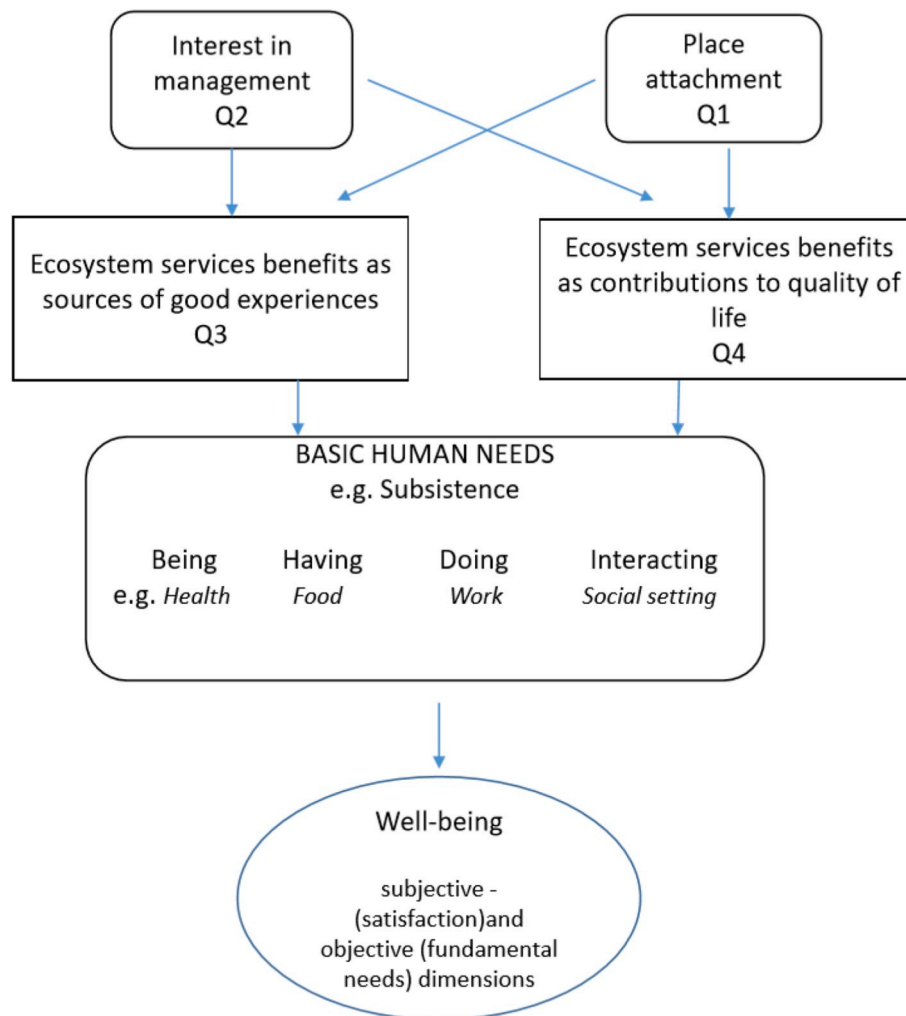 Interest in
management
Q2
Place
attachment
Q1
Ecosystem services benefits as
sources of good experiences
Q3
Ecosystem services benefits
as contributions to quality of
life
Q4
BASIC HUMAN NEEDS
e.g. Subsistence
Being Having Doing Interacting
e.g. Health Food Work Social setting
Well-being
subjective -
(satisfaction)and
objective (fundamental
needs) dimensions